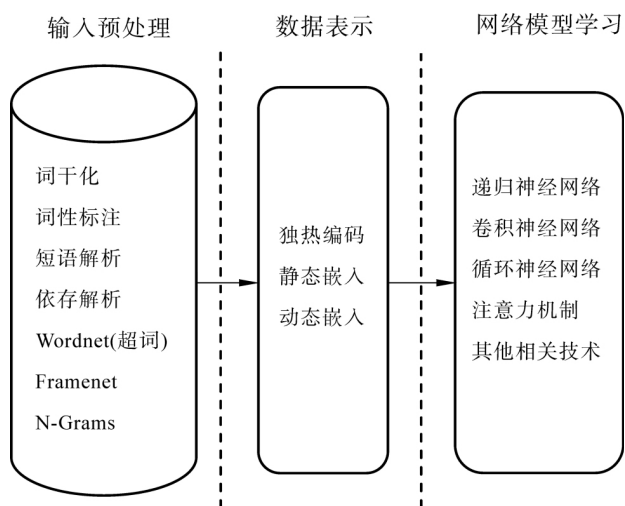 输入预处理
数据表示
网络模型学习
词干化
词性标注
短语解析
依存解析
Wordnet(超词)
Framenet
N-Grams
独热编码
静态嵌入
动态嵌入
递归神经网络
卷积神经网络
循环神经网络
注意力机制
其他相关技术